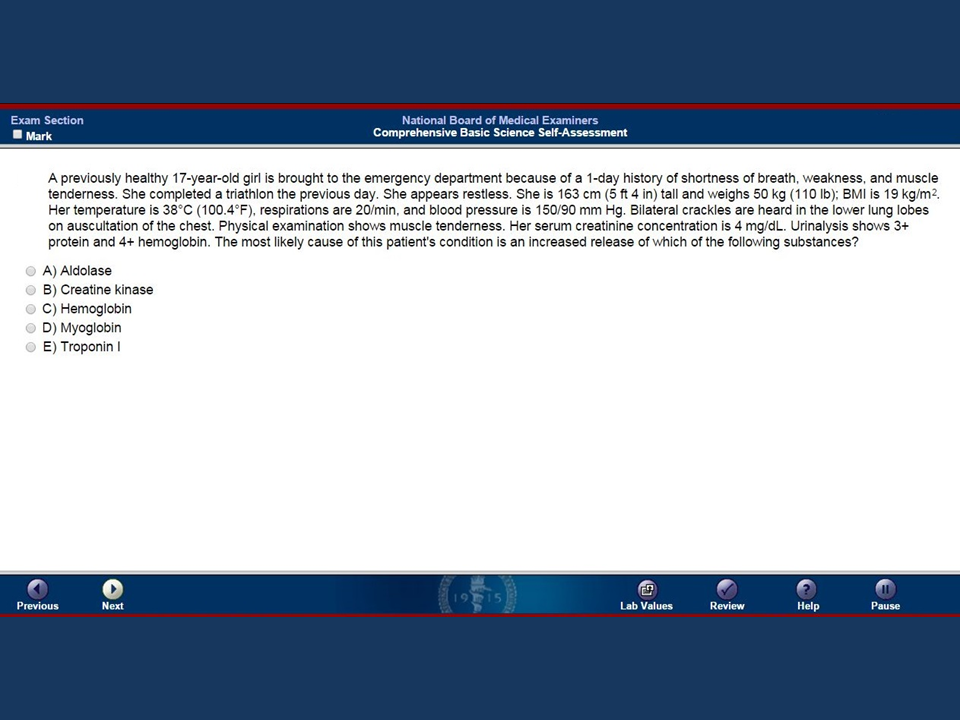 Exam Section
Mark
National Board of Medical Examiners
Comprehensive Basic Science Self-Assessment
A previously healthy 17-year-old girl is brought to the emergency department because of a 1-day history of shortness of breath, weakness, and muscle
tenderness. She completed a triathlon the previous day. She appears restless. She is 163 cm (5 ft 4 in) tall and weighs 50 kg (110 lb); BMI is 19 kg/m².
Her temperature is 38°C (100.4°F), respirations are 20/min, and blood pressure is 150/90 mm Hg. Bilateral crackles are heard in the lower lung lobes
on auscultation of the chest. Physical examination shows muscle tenderness. Her serum creatinine concentration is 4 mg/dL. Urinalysis shows 3+
protein and 4+ hemoglobin. The most likely cause of this patient's condition is an increased release of which of the following substances?
A) Aldolase
B) Creatine kinase
C) Hemoglobin
D) Myoglobin
E) Troponin I
1915
Previous
Next
Lab Values
Review
Help
Pause